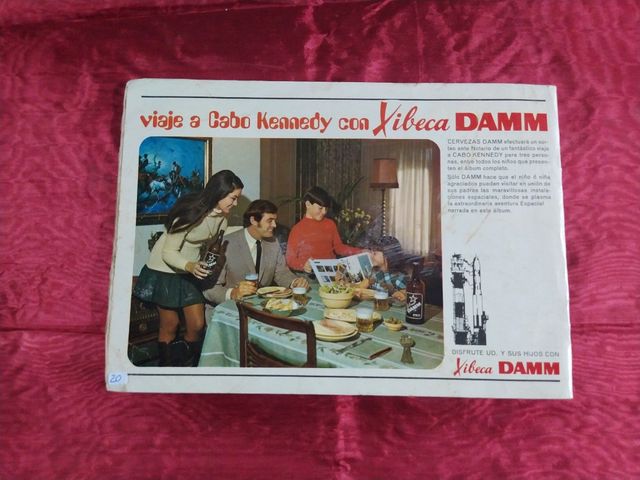 viaje a Cabo Kennedy con Xibeca DAMM
CERVEZAS DAMM efectuará un sor-
teo ante Notario de un fantástico viaje
a CABO KENNEDY para tres perso-
nas, entre todos los niños que presen-
ten el álbum completo.
Sólo DAMM hace que el niño ó niña
agraciados puedan visitar en unión de
sus padres las maravillosas instala-
ciones espaciales, donde se plasma
la extraordinaria aventura Espacial
narrada en este álbum.
DISFRUTE UD. Y SUS HIJOS CON
Xibeca DAMM
20